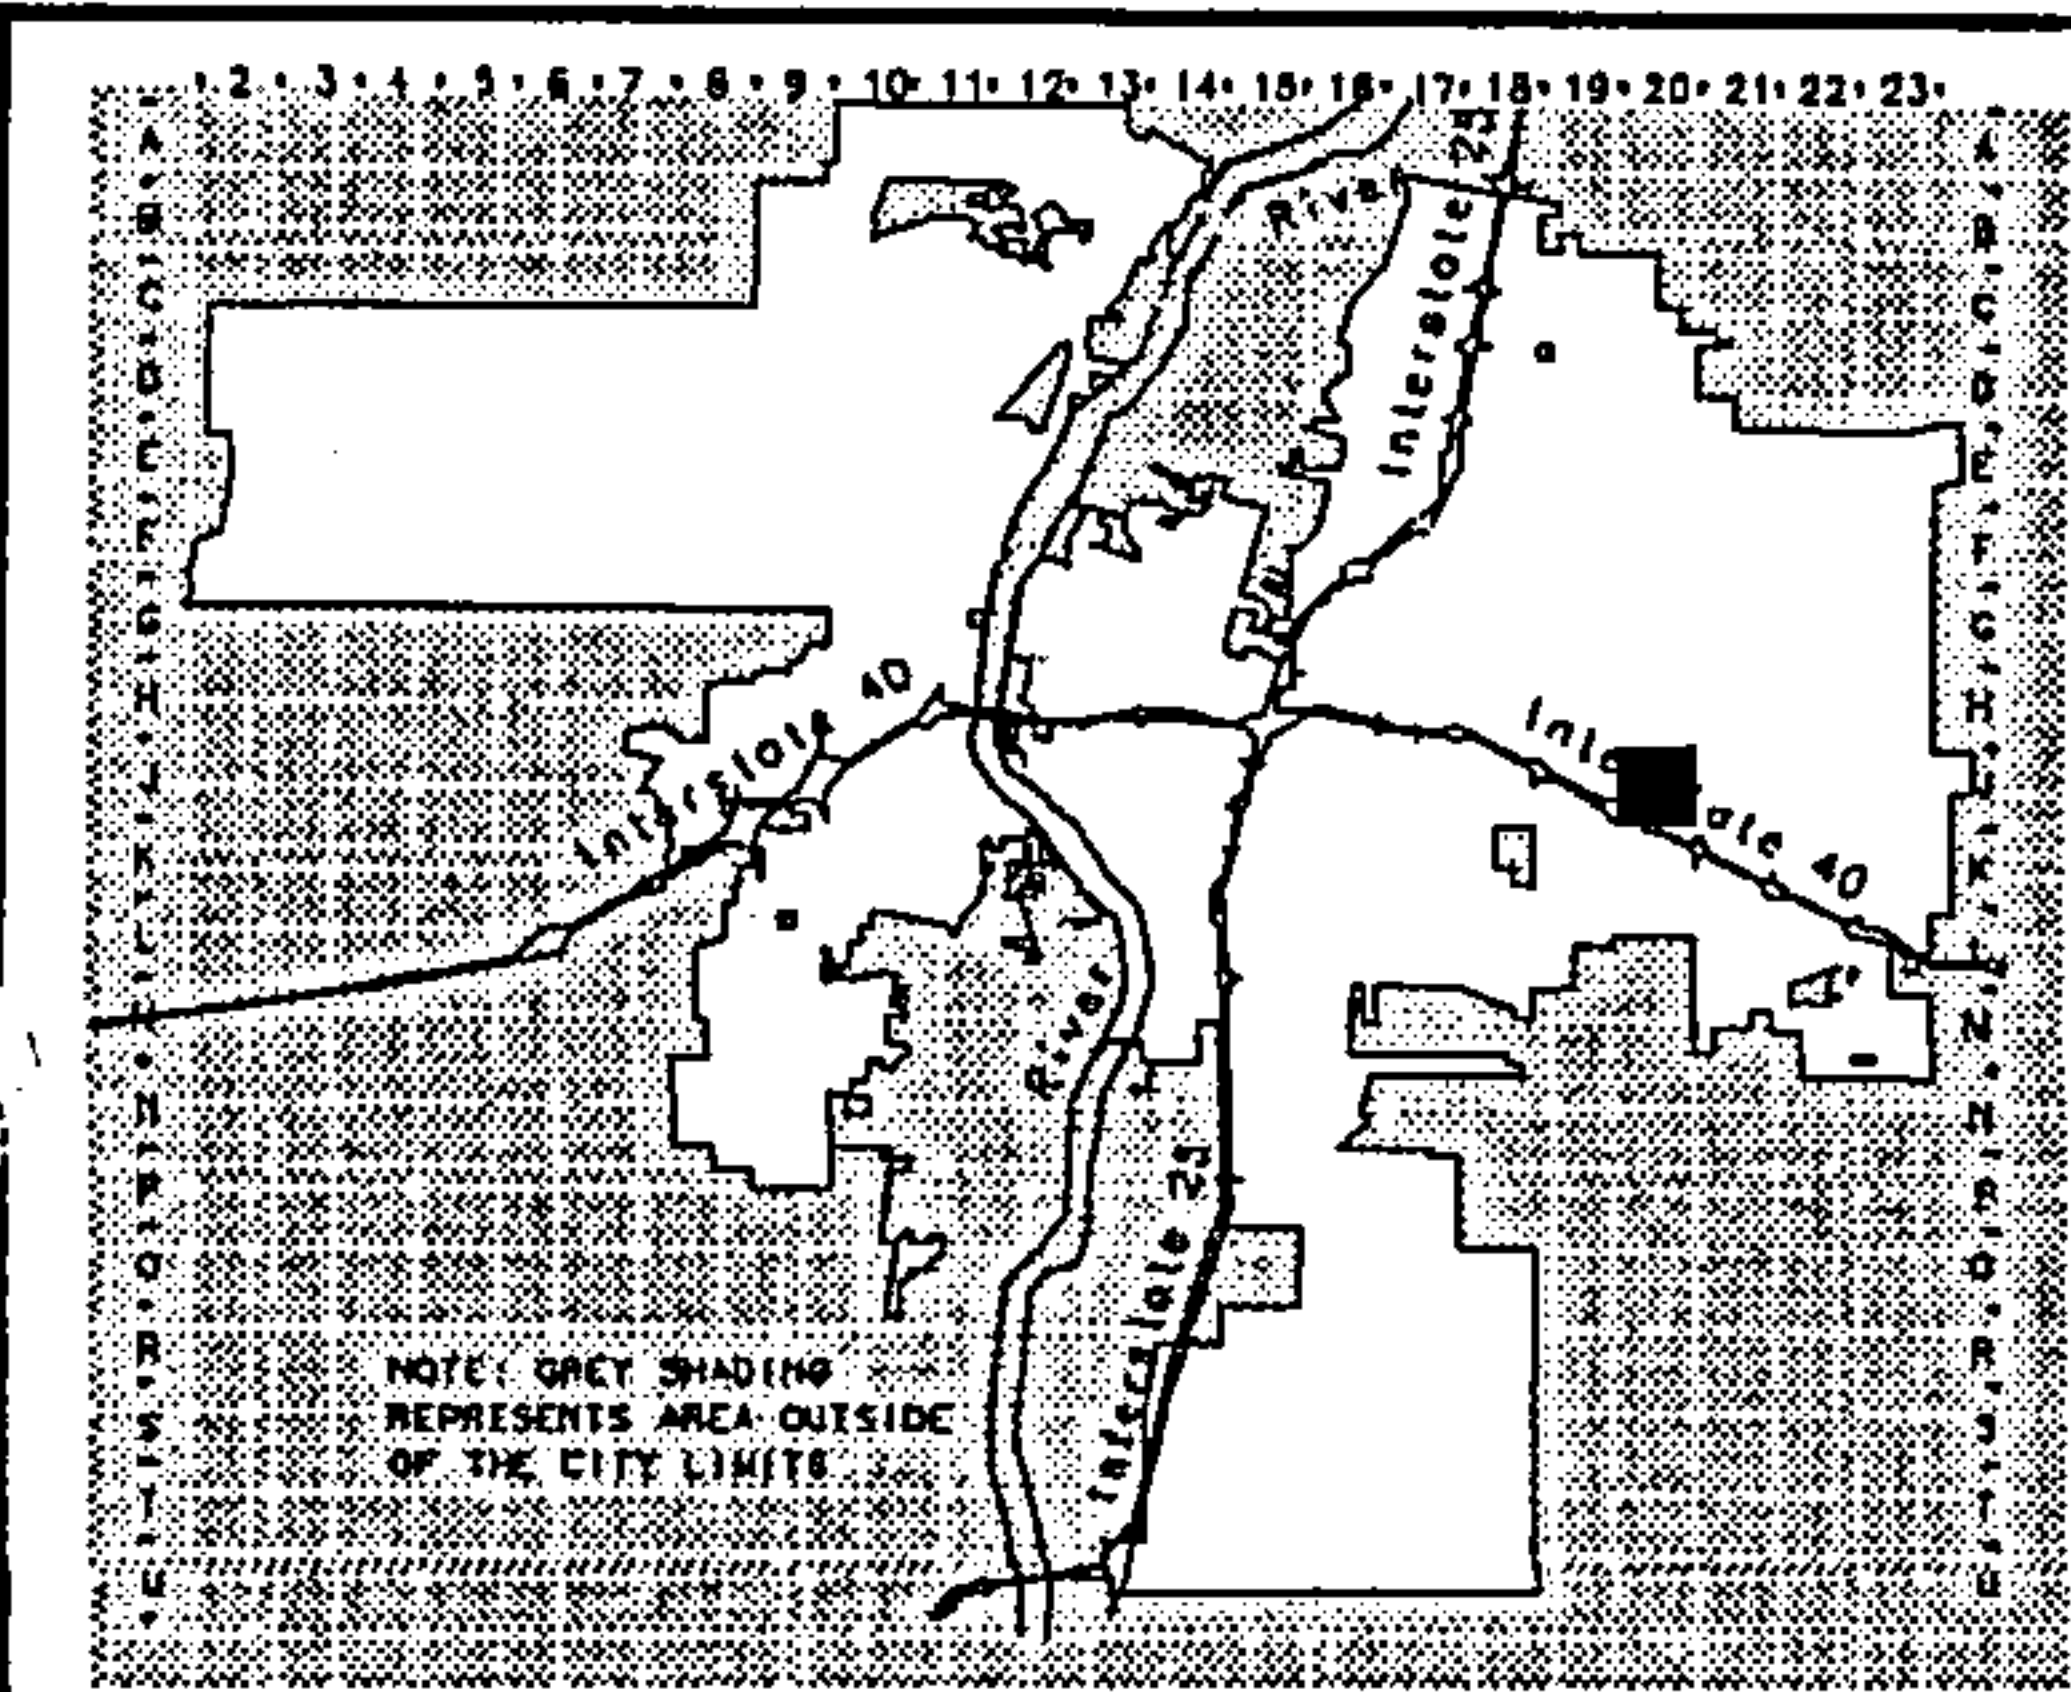 2 · 3 · 4 · 5 · 6 · 7 · 8 · 9 · 10 · 11 · 12 · 13 · 14 · 15 · 16 · 17 · 18 · 19 · 20 · 21 · 22 · 23 ·
A
B
C
D
E
F
G
H
J
K
L
M
N
P
Q
R
S
T
U
A
B
C
D
E
F
G
H
J
K
L
M
N
P
Q
R
S
T
U
River
Interstate 25
Interstate 40
Inte ate 40
River
Interstate 25
NOTE: GREY SHADING
REPRESENTS AREA OUTSIDE
OF THE CITY LIMITS